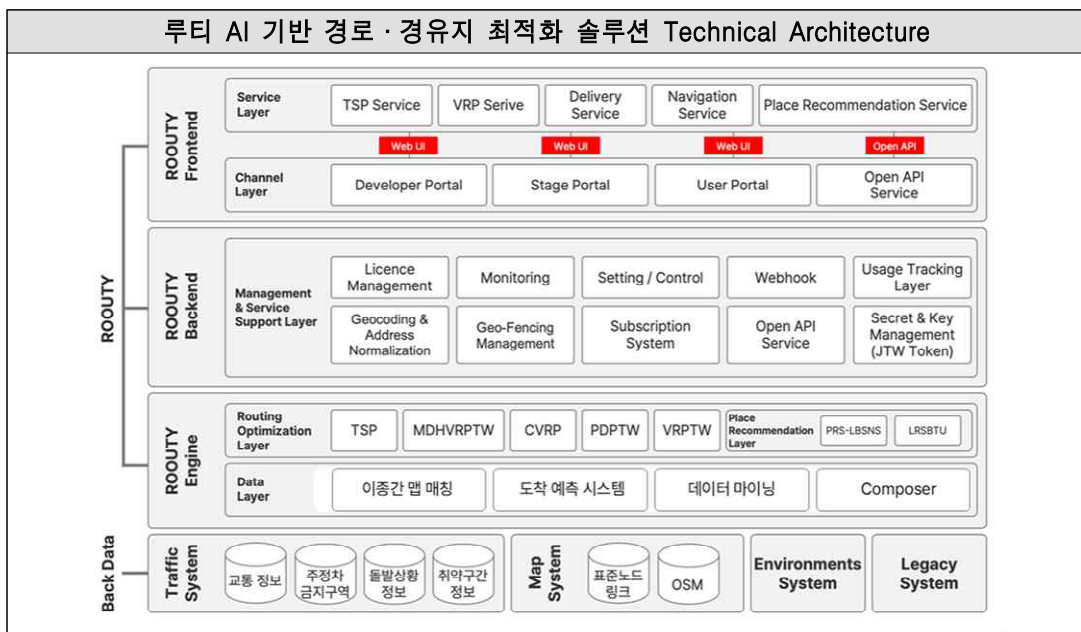 루티 AI 기반 경로·경유지 최적화 솔루션 Technical Architecture
ROOUTY
ROOUTY
Frontend
Service
Layer
TSP Service
VRP Serive
Delivery
Service
Navigation
Service
Place Recommendation Service
Web UI
Web UI
Web UI
Open API
Channel
Layer
Developer Portal
Stage Portal
User Portal
Open API
Service
ROOUTY
Backend
Management
& Service
Support Layer
Licence
Management
Monitoring
Setting / Control
Webhook
Usage Tracking
Layer
Geocoding &
Address
Normalization
Geo-Fencing
Management
Subscription
System
Open API
Service
Secret & Key
Management
(JTW Token)
ROOUTY
Engine
Routing
Optimization
Layer
TSP
MDHVRPTW
CVRP
PDPTW
VRPTW
Place
Recommendation
Layer
PRS-LBSNS
LRSBTU
Data
Layer
이종간 맵 매칭
도착 예측 시스템
데이터 마이닝
Composer
Back Data
Traffic
System
교통 정보
주정차
금지구역
돌발상황
정보
취약구간
정보
Map
System
표준노드
링크
OSM
Environments
System
Legacy
System